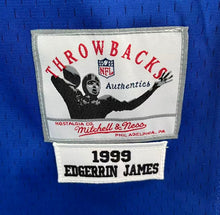 THROWBACKS
NFL
Authentics
NOSTALGIA CO.
Mitchell & Ness
PHILADELPHIA, PA
1999
EDGERRIN JAMES